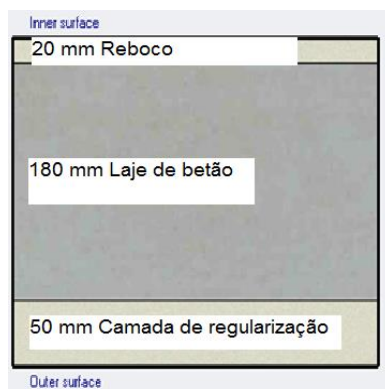 Inner surface
20 mm Reboco
180 mm Laje de betão
50 mm Camada de regularização
Outer surface